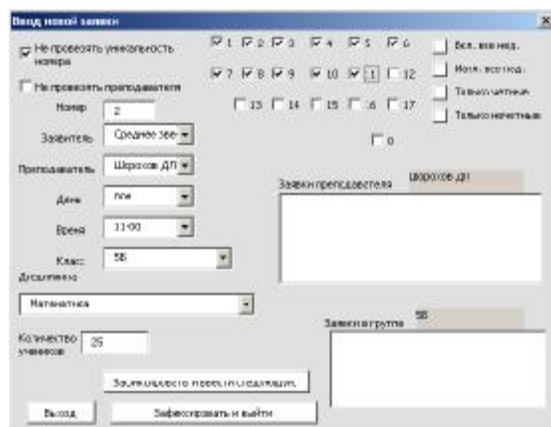 Ввод новой заявки
Не проверять уникальность номера
1 2 3 4 5 6
Вкл. все нед.
7 8 9 10 11 12
Искл. все нед.
Не проверять преподавателя
Только четные
13 14 15 16 17
Только нечетные
Номер 2
0
Заявитель Среднее зве
Преподаватель Шорохов ДП
Заявки преподавателя Шорохов ДП
День пне
Время 11-00
Класс 5В
Дисциплина
Математика
Заявки в группе 5В
Количество учеников 25
Зафиксировать и ввести следующую
Выход Зафиксировать и выйти